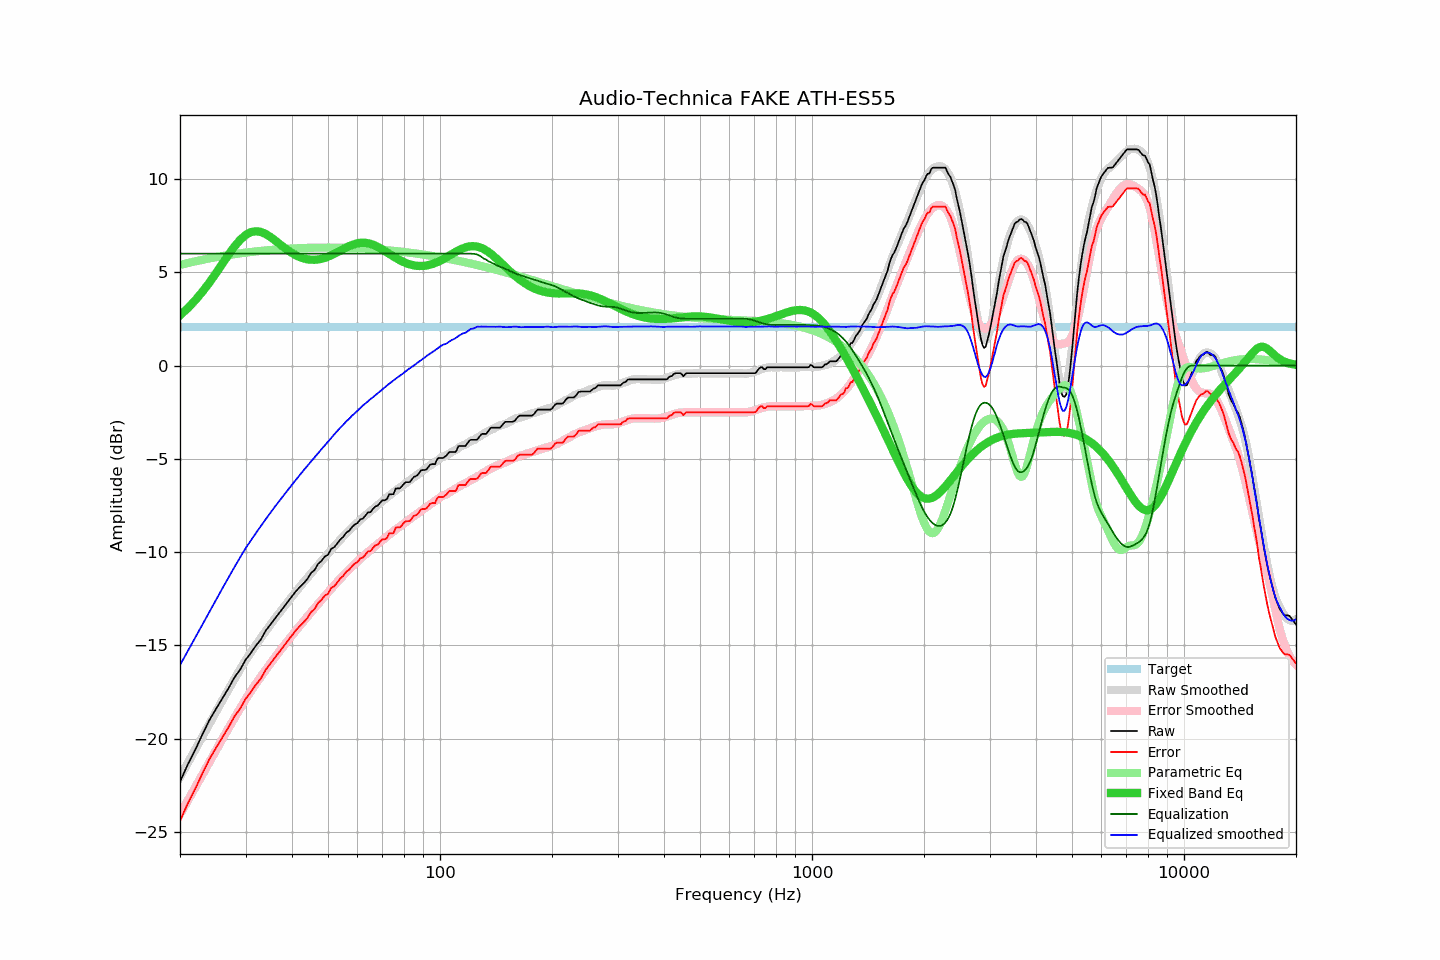 Audio-Technica FAKE ATH-ES55
Amplitude (dBr)
10
5
0
−5
−10
−15
−20
−25
100
1000
10000
Frequency (Hz)
Target
Raw Smoothed
Error Smoothed
Raw
Error
Parametric Eq
Fixed Band Eq
Equalization
Equalized smoothed